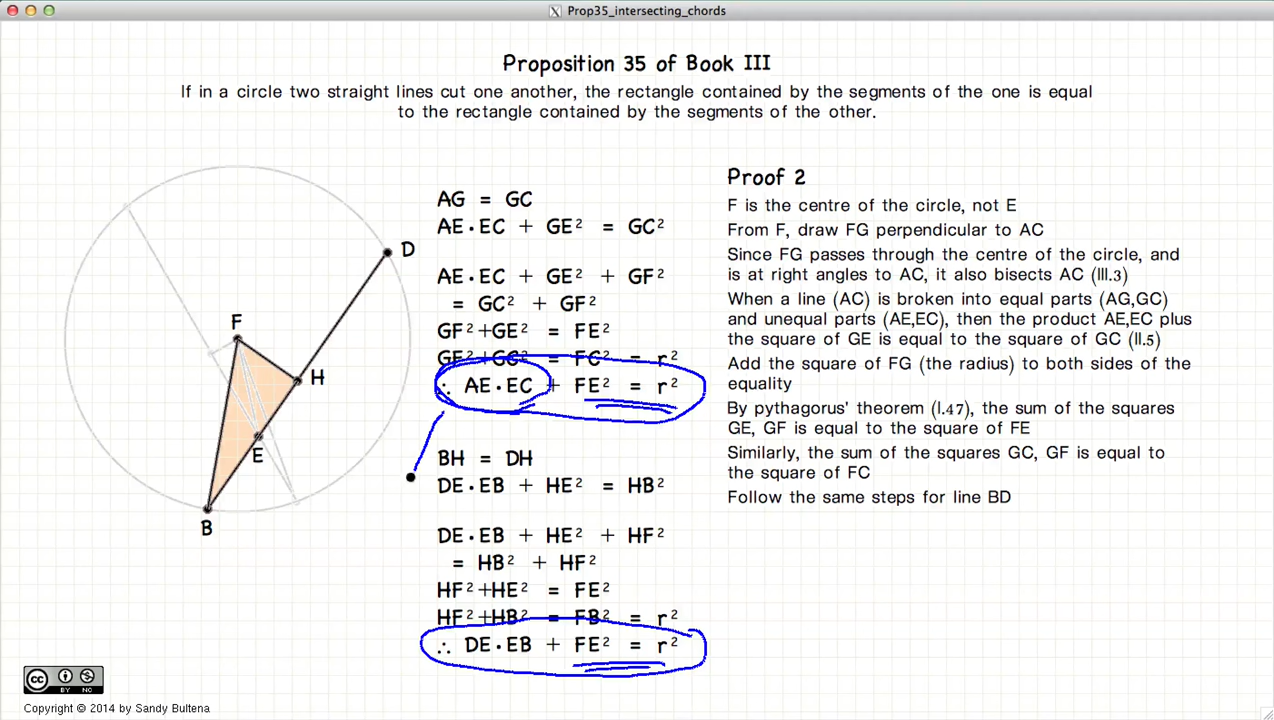 Prop35_intersecting_chords
Proposition 35 of Book III
If in a circle two straight lines cut one another, the rectangle contained by the segments of the one is equal
to the rectangle contained by the segments of the other.
D
F
H
E
B
AG = GC
AE·EC + GE² = GC²
AE·EC + GE² + GF²
= GC² + GF²
GF²+GE² = FE²
GF²+GC² = FC² = r²
∴ AE·EC + FE² = r²
BH = DH
DE·EB + HE² = HB²
DE·EB + HE² + HF²
= HB² + HF²
HF²+HE² = FE²
HF²+HB² = FB² = r²
∴ DE·EB + FE² = r²
Proof 2
F is the centre of the circle, not E
From F, draw FG perpendicular to AC
Since FG passes through the centre of the circle, and
is at right angles to AC, it also bisects AC (III.3)
When a line (AC) is broken into equal parts (AG,GC)
and unequal parts (AE,EC), then the product AE,EC plus
the square of GE is equal to the square of GC (II.5)
Add the square of FG (the radius) to both sides of the
equality
By pythagorus' theorem (I.47), the sum of the squares
GE, GF is equal to the square of FE
Similarly, the sum of the squares GC, GF is equal to
the square of FC
Follow the same steps for line BD
cc
BY NC
Copyright © 2014 by Sandy Bultena